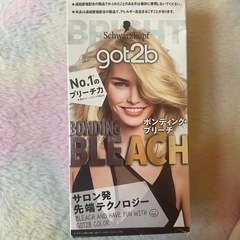 BRIGHT
Schwarzkopf
got2b
No.1の
ブリーチ力
ボンディング・
ブリーチ
BONDING
BLEACH
サロン発
先端テクノロジー
BLEACH AND HAVE FUN WITH
GOT2B COLOR